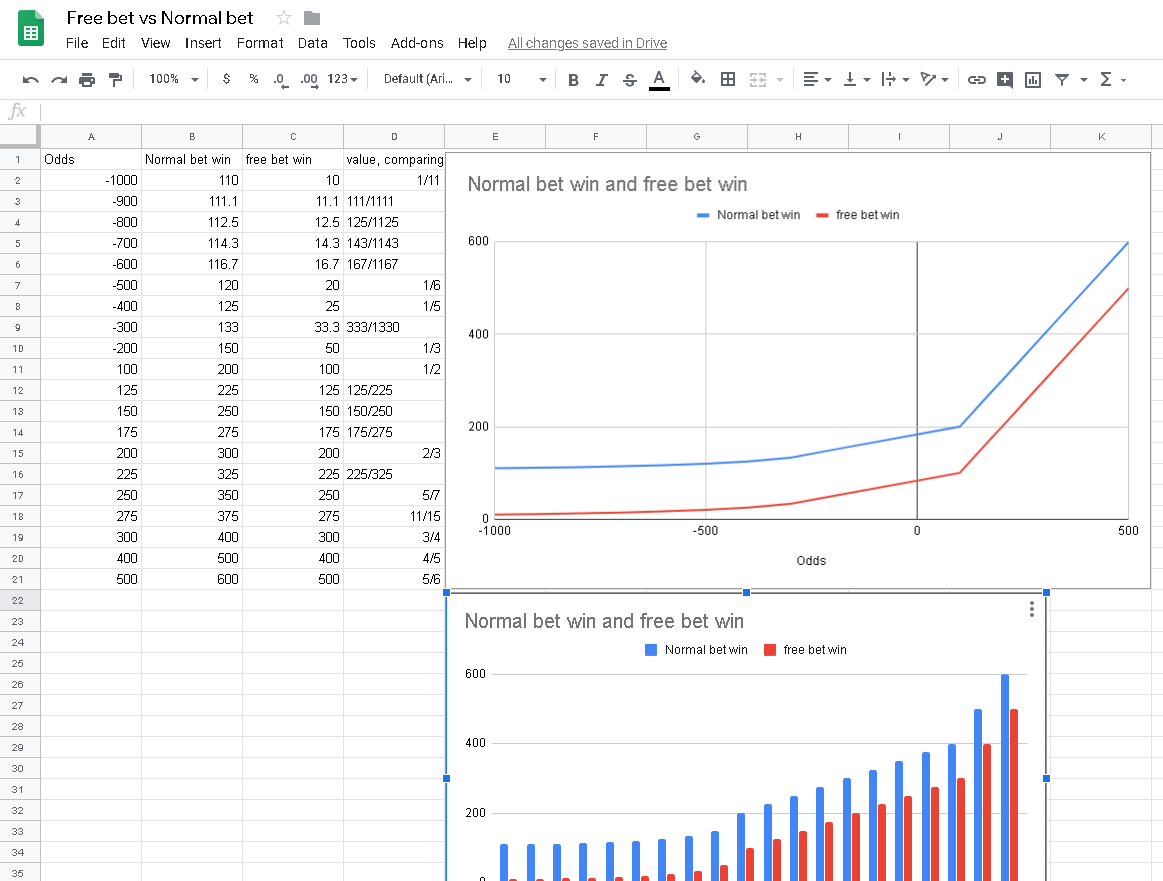 Free bet vs Normal bet
File Edit View Insert Format Data Tools Add-ons Help All changes saved in Drive
100% $ % .0 .00 123 Default (Ari... 10 B I S A
fx
A B C D E F G H I J K
1 Odds Normal bet win free bet win value, comparing
2 -1000 110 10 1/11
3 -900 111.1 11.1 111/1111
4 -800 112.5 12.5 125/1125
5 -700 114.3 14.3 143/1143
6 -600 116.7 16.7 167/1167
7 -500 120 20 1/6
8 -400 125 25 1/5
9 -300 133 33.3 333/1330
10 -200 150 50 1/3
11 100 200 100 1/2
12 125 225 125 125/225
13 150 250 150 150/250
14 175 275 175 175/275
15 200 300 200 2/3
16 225 325 225 225/325
17 250 350 250 5/7
18 275 375 275 11/15
19 300 400 300 3/4
20 400 500 400 4/5
21 500 600 500 5/6
22
23
24
25
26
27
28
29
30
31
32
33
34
35
Normal bet win and free bet win
Normal bet win free bet win
600
400
200
0
-1000 -500 0 500
Odds
Normal bet win and free bet win
Normal bet win free bet win
600
400
200
0